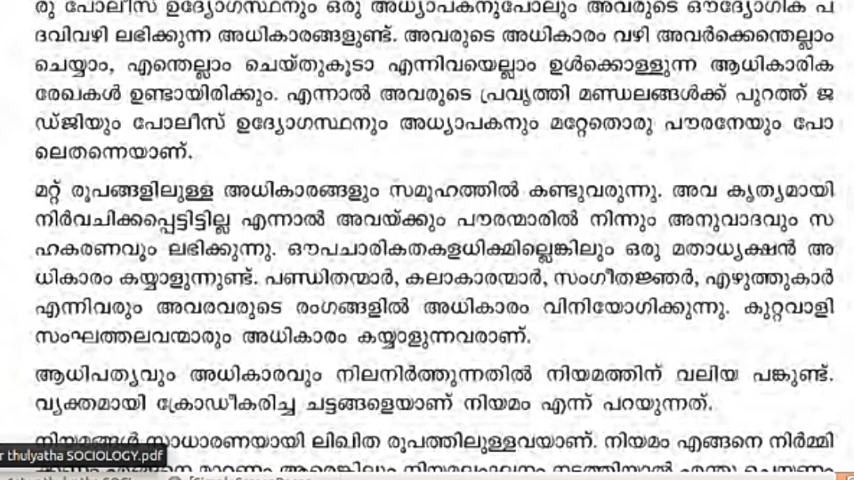 രു പോലീസ് ഉദ്യോഗസ്ഥനും ഒരു അധ്യാപകനുപോലും അവരുടെ ഔദ്യോഗിക പ
ദവിവഴി ലഭിക്കുന്ന അധികാരങ്ങളുണ്ട്. അവരുടെ അധികാരം വഴി അവർക്കെന്തെല്ലാം
ചെയ്യാം, എന്തെല്ലാം ചെയ്തുകൂടാ എന്നിവയെല്ലാം ഉൾക്കൊള്ളുന്ന ആധികാരിക
രേഖകൾ ഉണ്ടായിരിക്കും. എന്നാൽ അവരുടെ പ്രവൃത്തി മണ്ഡലങ്ങൾക്ക് പുറത്ത് ജ
ഡ്ജിയും പോലീസ് ഉദ്യോഗസ്ഥനും അധ്യാപകനും മറ്റേതൊരു പൗരനേയും പോ
ലെതന്നെയാണ്.
മറ്റ് രൂപങ്ങളിലുള്ള അധികാരങ്ങളും സമൂഹത്തിൽ കണ്ടുവരുന്നു. അവ കൃത്യമായി
നിർവചിക്കപ്പെട്ടിട്ടില്ല എന്നാൽ അവയ്ക്കും പൗരന്മാരിൽ നിന്നും അനുവാദവും സ
ഹകരണവും ലഭിക്കുന്നു. ഔപചാരികതകളധിക്മില്ലെങ്കിലും ഒരു മതാധ്യക്ഷൻ അ
ധികാരം കയ്യാളുന്നുണ്ട്. പണ്ഡിതന്മാർ, കലാകാരന്മാർ, സംഗീതജ്ഞർ, എഴുത്തുകാർ
എന്നിവരും അവരവരുടെ രംഗങ്ങളിൽ അധികാരം വിനിയോഗിക്കുന്നു. കുറ്റവാളി
സംഘത്തലവന്മാരും അധികാരം കയ്യാളുന്നവരാണ്.
ആധിപത്യവും അധികാരവും നിലനിർത്തുന്നതിൽ നിയമത്തിന് വലിയ പങ്കുണ്ട്.
വ്യക്തമായി ക്രോഡീകരിച്ച ചട്ടങ്ങളെയാണ് നിയമം എന്ന് പറയുന്നത്.
നിയമങ്ങൾ സാധാരണയായി ലിഖിത രൂപത്തിലുള്ളവയാണ്. നിയമം എങ്ങനെ നിർമ്മി
r thulyatha SOCIOLOGY.pdf